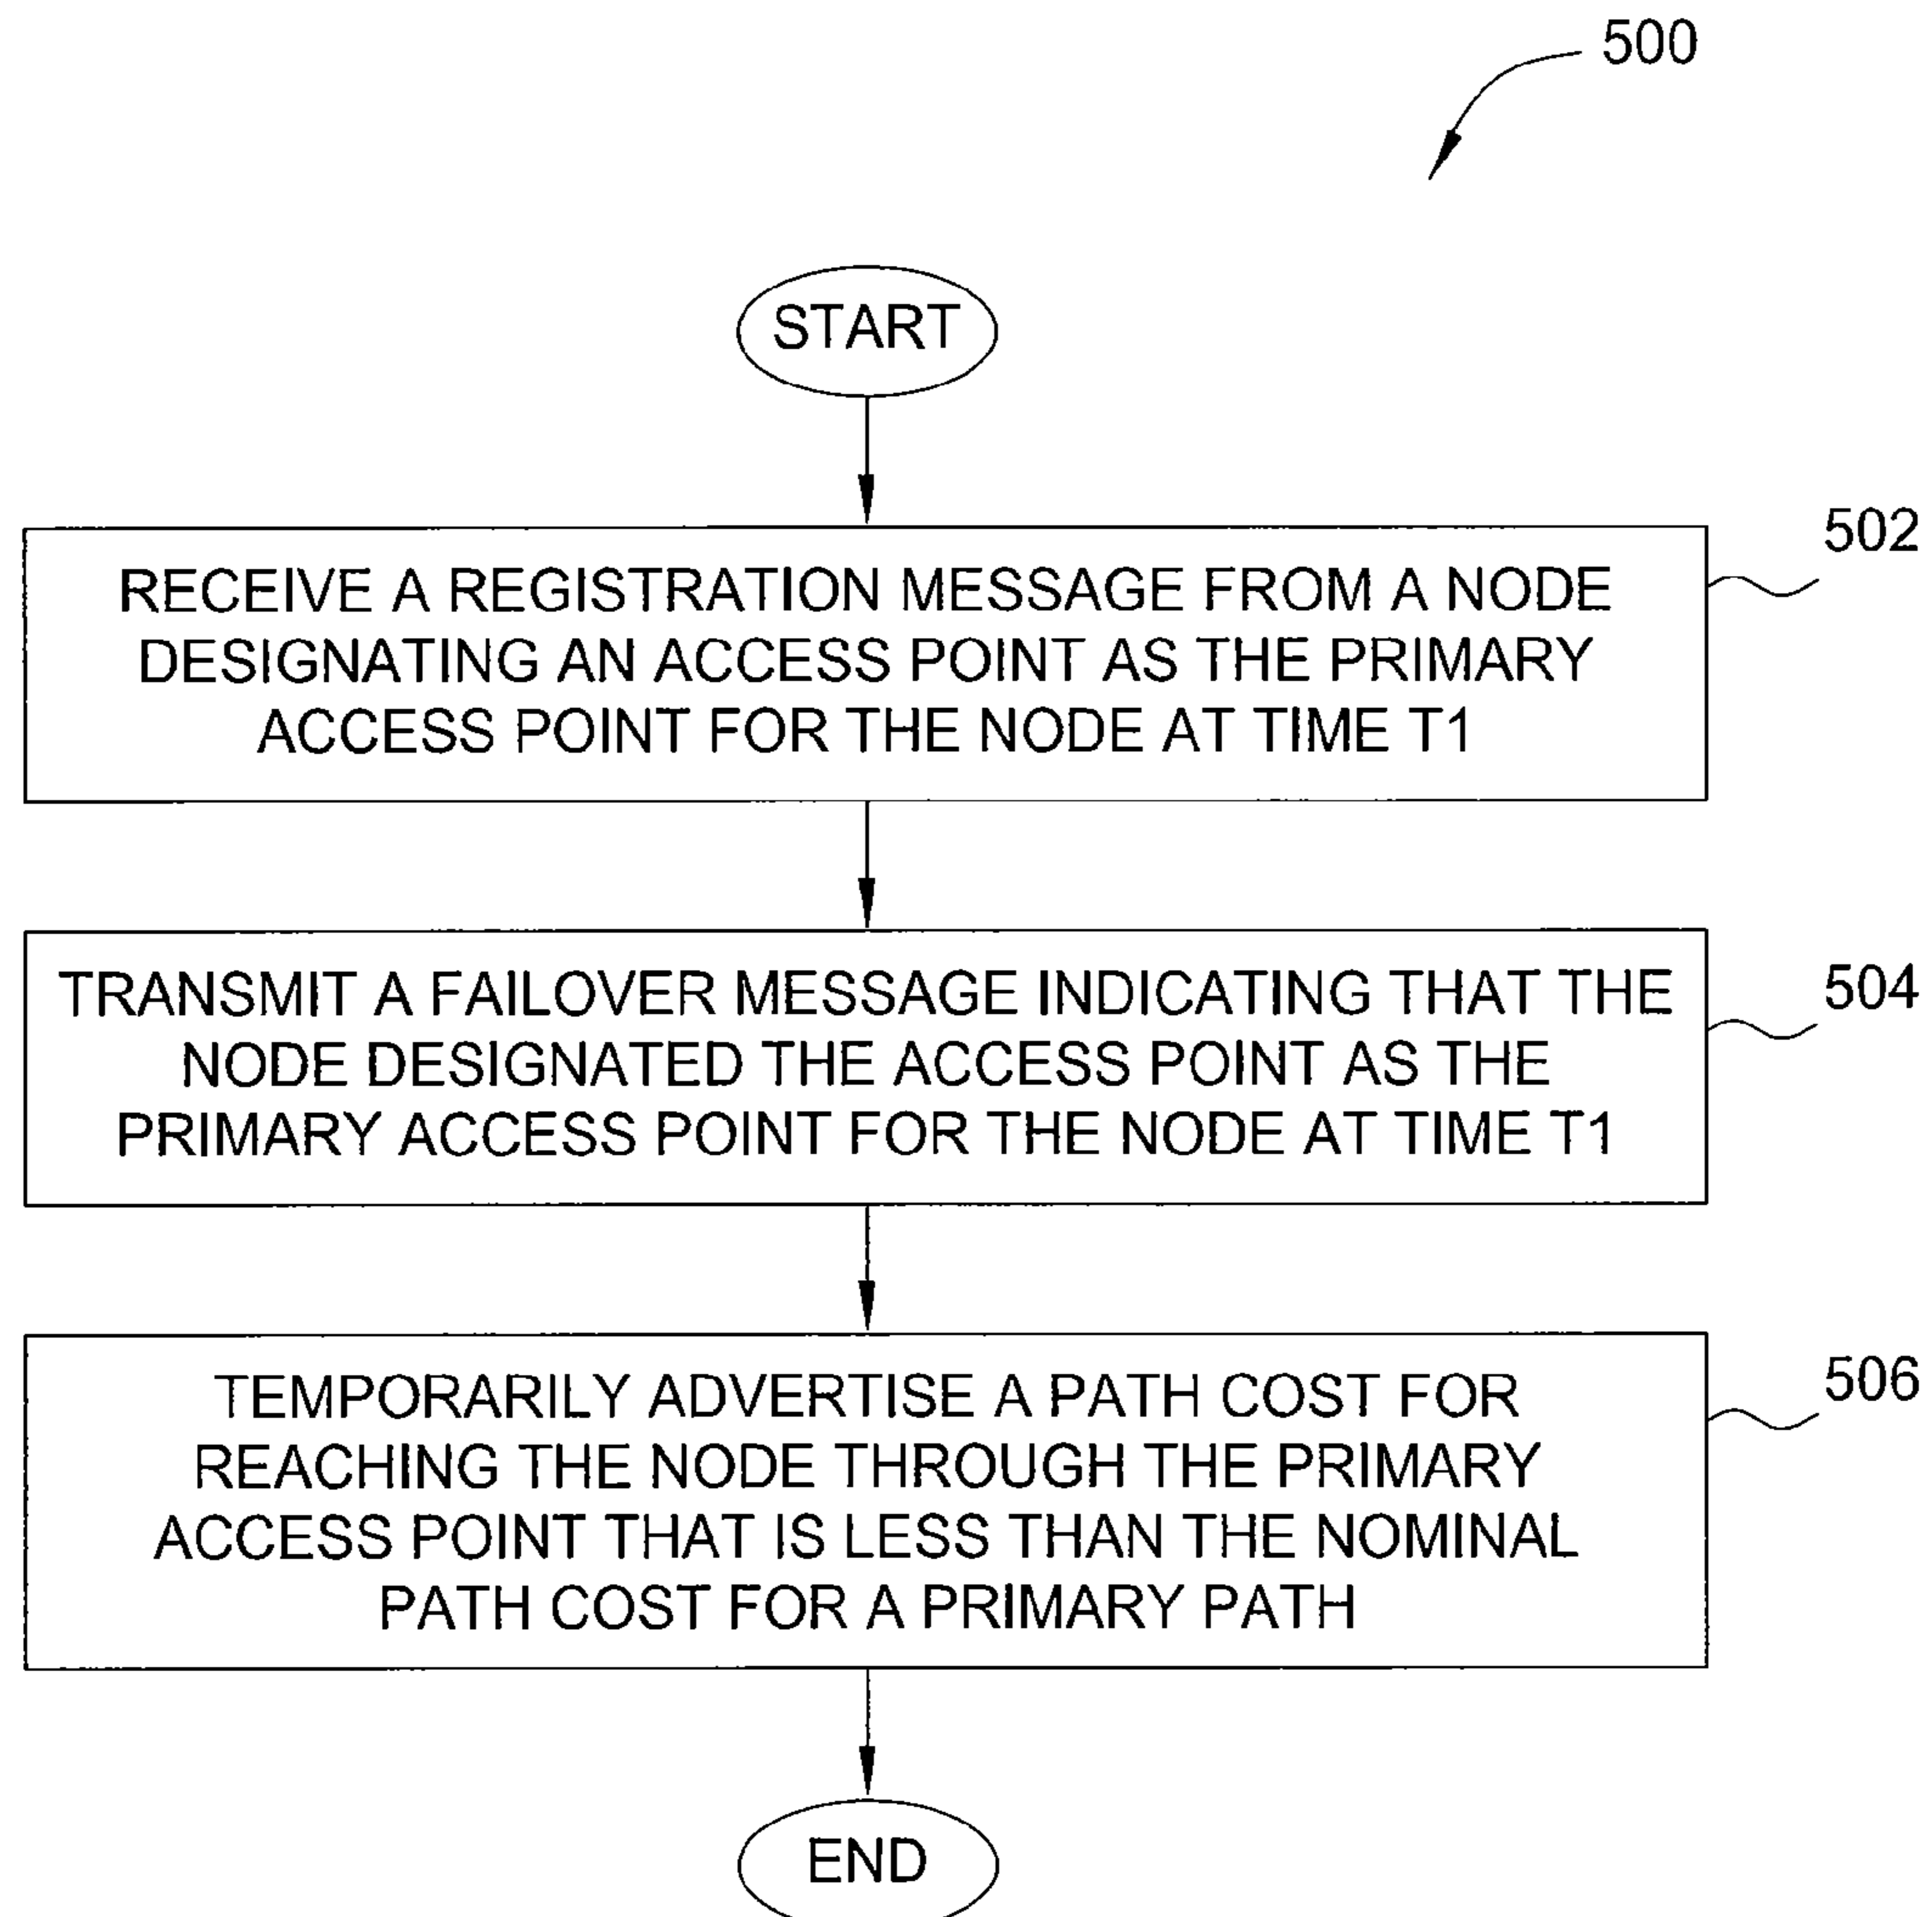 500
START
502
RECEIVE A REGISTRATION MESSAGE FROM A NODE
DESIGNATING AN ACCESS POINT AS THE PRIMARY
ACCESS POINT FOR THE NODE AT TIME T1
504
TRANSMIT A FAILOVER MESSAGE INDICATING THAT THE
NODE DESIGNATED THE ACCESS POINT AS THE
PRIMARY ACCESS POINT FOR THE NODE AT TIME T1
506
TEMPORARILY ADVERTISE A PATH COST FOR
REACHING THE NODE THROUGH THE PRIMARY
ACCESS POINT THAT IS LESS THAN THE NOMINAL
PATH COST FOR A PRIMARY PATH
END